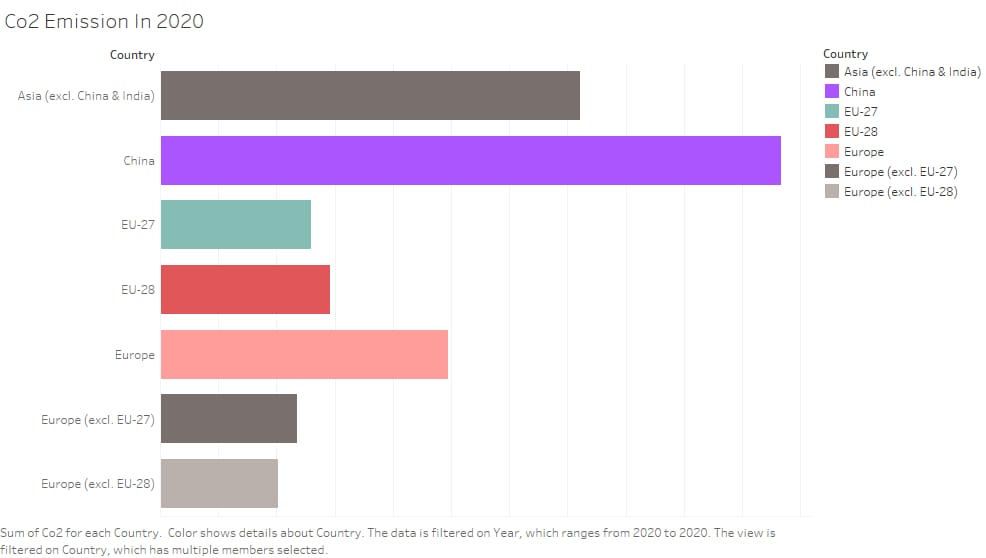 Co2 Emission In 2020
Country
Asia (excl. China & India)
China
EU-27
EU-28
Europe
Europe (excl. EU-27)
Europe (excl. EU-28)
Country
Asia (excl. China & India)
China
EU-27
EU-28
Europe
Europe (excl. EU-27)
Europe (excl. EU-28)
Sum of Co2 for each Country.  Color shows details about Country. The data is filtered on Year, which ranges from 2020 to 2020. The view is
filtered on Country, which has multiple members selected.